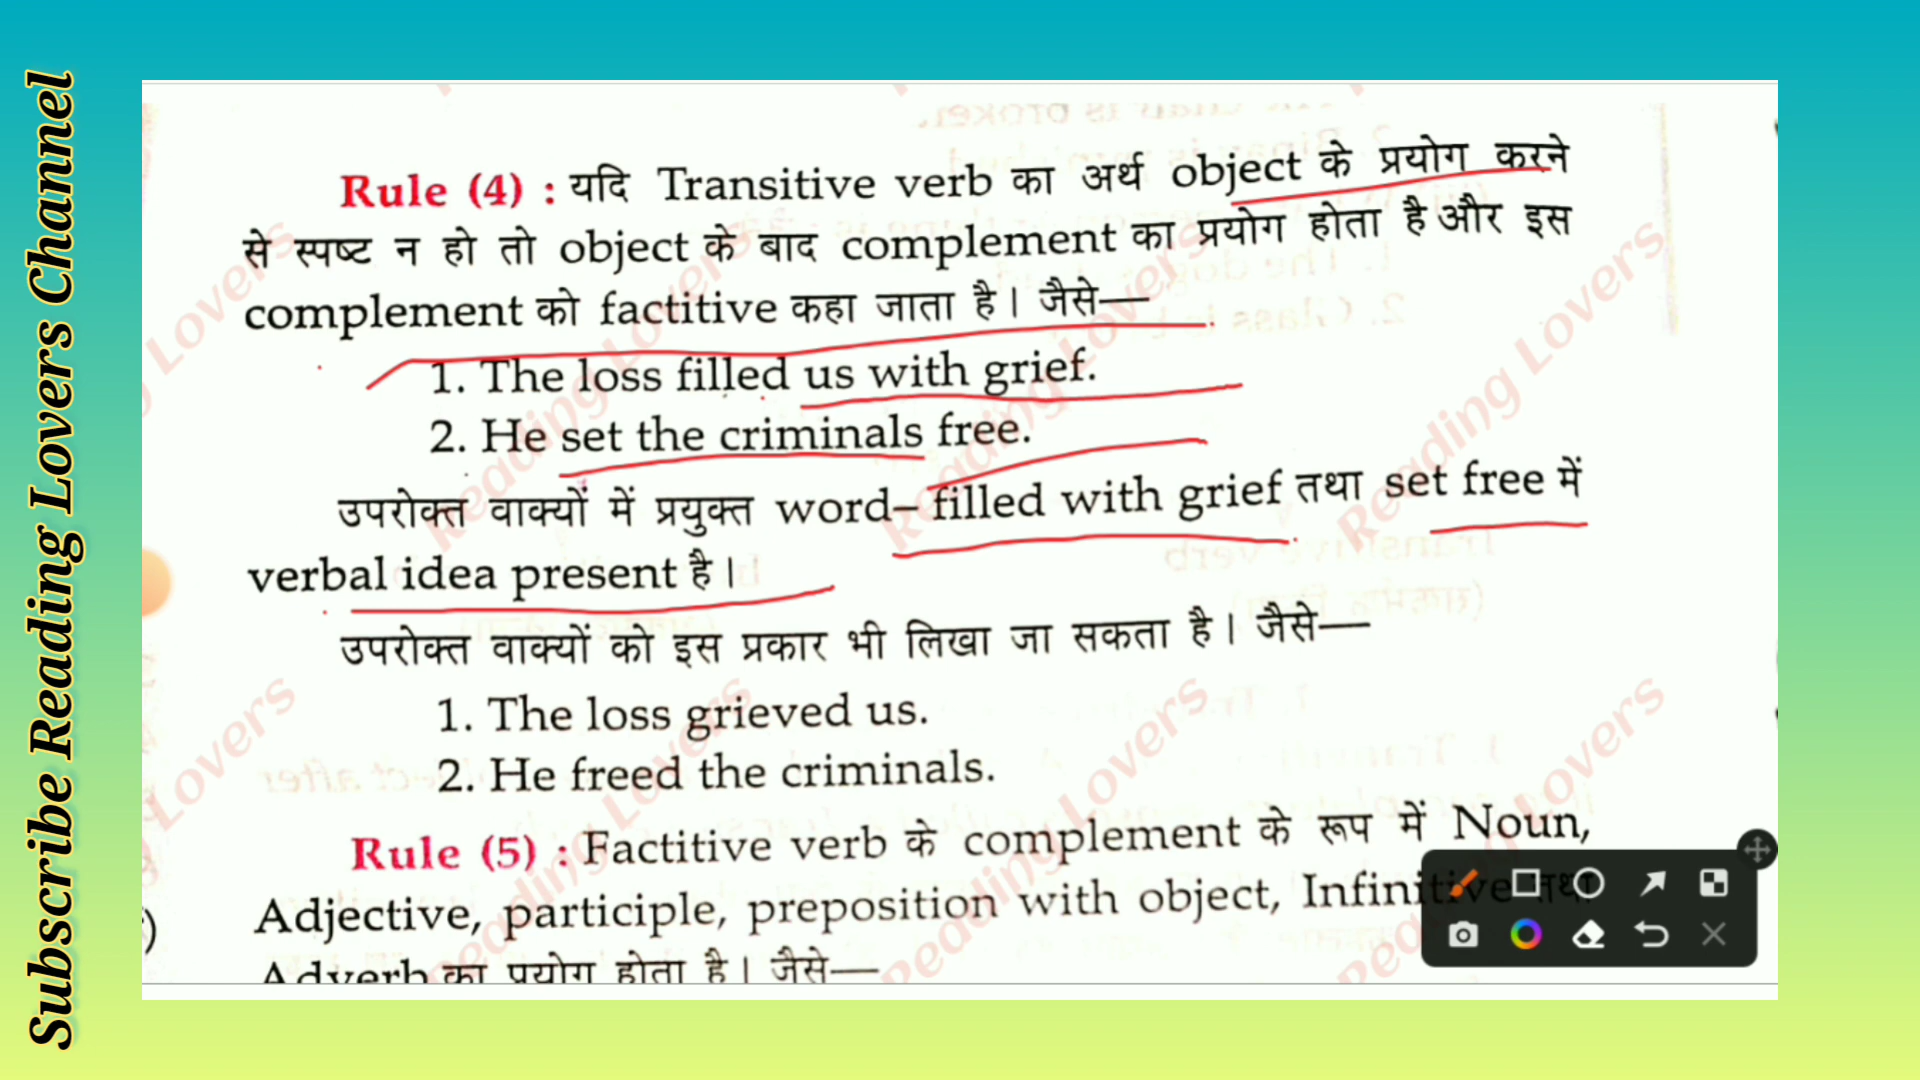 Subscribe Reading Lovers Channel
Rule (4) : यदि Transitive verb का अर्थ object के प्रयोग करने
से स्पष्ट न हो तो object के बाद complement का प्रयोग होता है और इस
complement को factitive कहा जाता है। जैसे—
1. The loss filled us with grief.
2. He set the criminals free.
उपरोक्त वाक्यों में प्रयुक्त word– filled with grief तथा set free में
verbal idea present है।
उपरोक्त वाक्यों को इस प्रकार भी लिखा जा सकता है। जैसे—
1. The loss grieved us.
2. He freed the criminals.
Rule (5) : Factitive verb के complement के रूप में Noun,
Adjective, participle, preposition with object, Infinitive तथा
Adverb का प्रयोग होता है। जैसे—
Reading Lovers